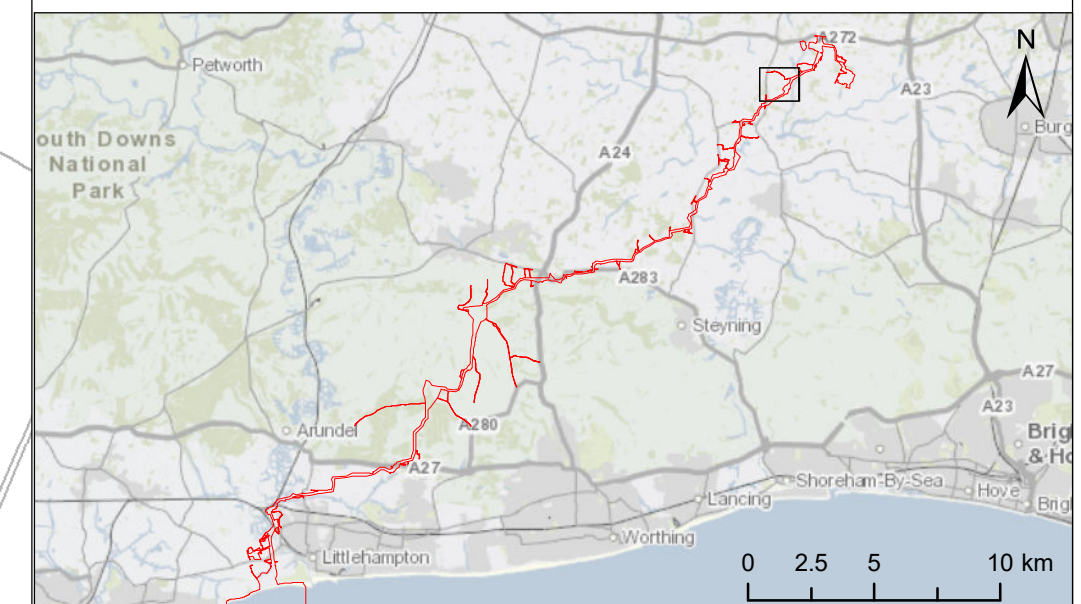 A272
N
Petworth
A23
Burg
outh Downs
National
Park
A24
A283
Steyning
A27
A23
Arundel
A280
Brig
& Ho
A27
Shoreham-By-Sea
Hove
Lancing
Brig
Worthing
Littlehampton
0 2.5 5 10 km